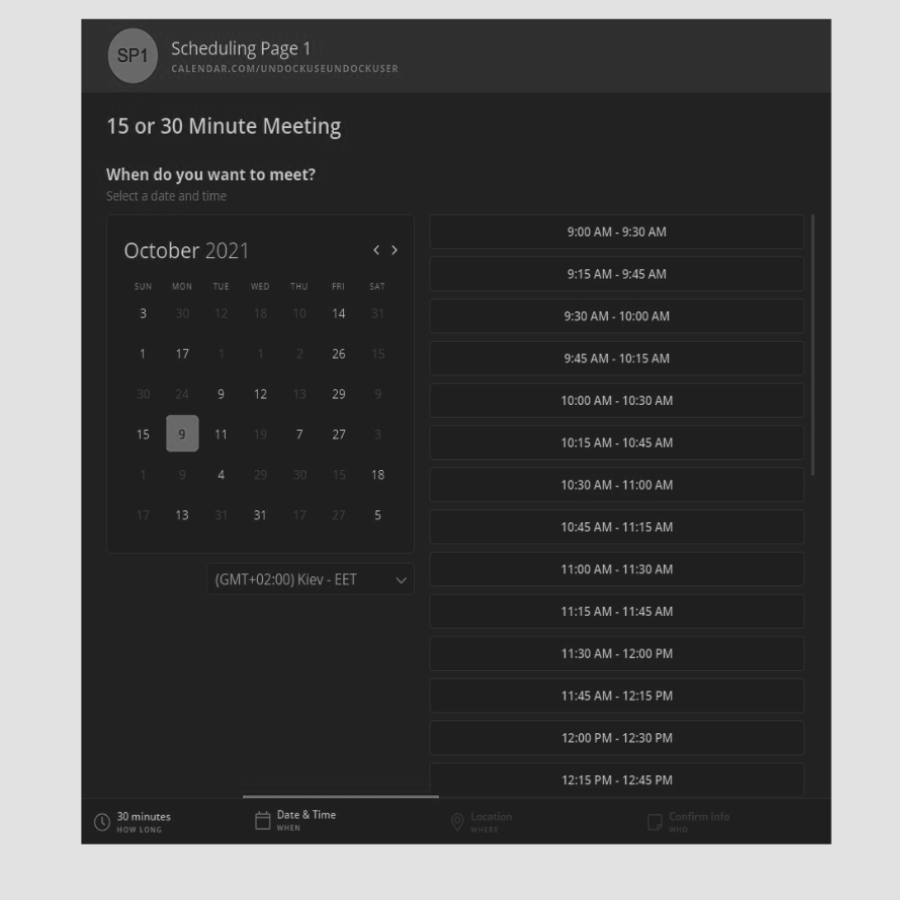 SP1
Scheduling Page 1
CALENDAR.COM/UNDOCKUSEUNDOCKUSER
15 or 30 Minute Meeting
When do you want to meet?
Select a date and time
October 2021
SUN MON TUE WED THU FRI SAT
3 30 12 18 10 14 31
1 17 1 1 2 26 15
30 24 9 12 13 29 9
15 9 11 19 7 27 3
1 9 4 29 30 15 18
17 13 31 31 17 27 5
(GMT+02:00) Kiev - EET
9:00 AM - 9:30 AM
9:15 AM - 9:45 AM
9:30 AM - 10:00 AM
9:45 AM - 10:15 AM
10:00 AM - 10:30 AM
10:15 AM - 10:45 AM
10:30 AM - 11:00 AM
10:45 AM - 11:15 AM
11:00 AM - 11:30 AM
11:15 AM - 11:45 AM
11:30 AM - 12:00 PM
11:45 AM - 12:15 PM
12:00 PM - 12:30 PM
12:15 PM - 12:45 PM
30 minutes
HOW LONG
Date & Time
WHEN
Location
WHERE
Confirm Info
WHO